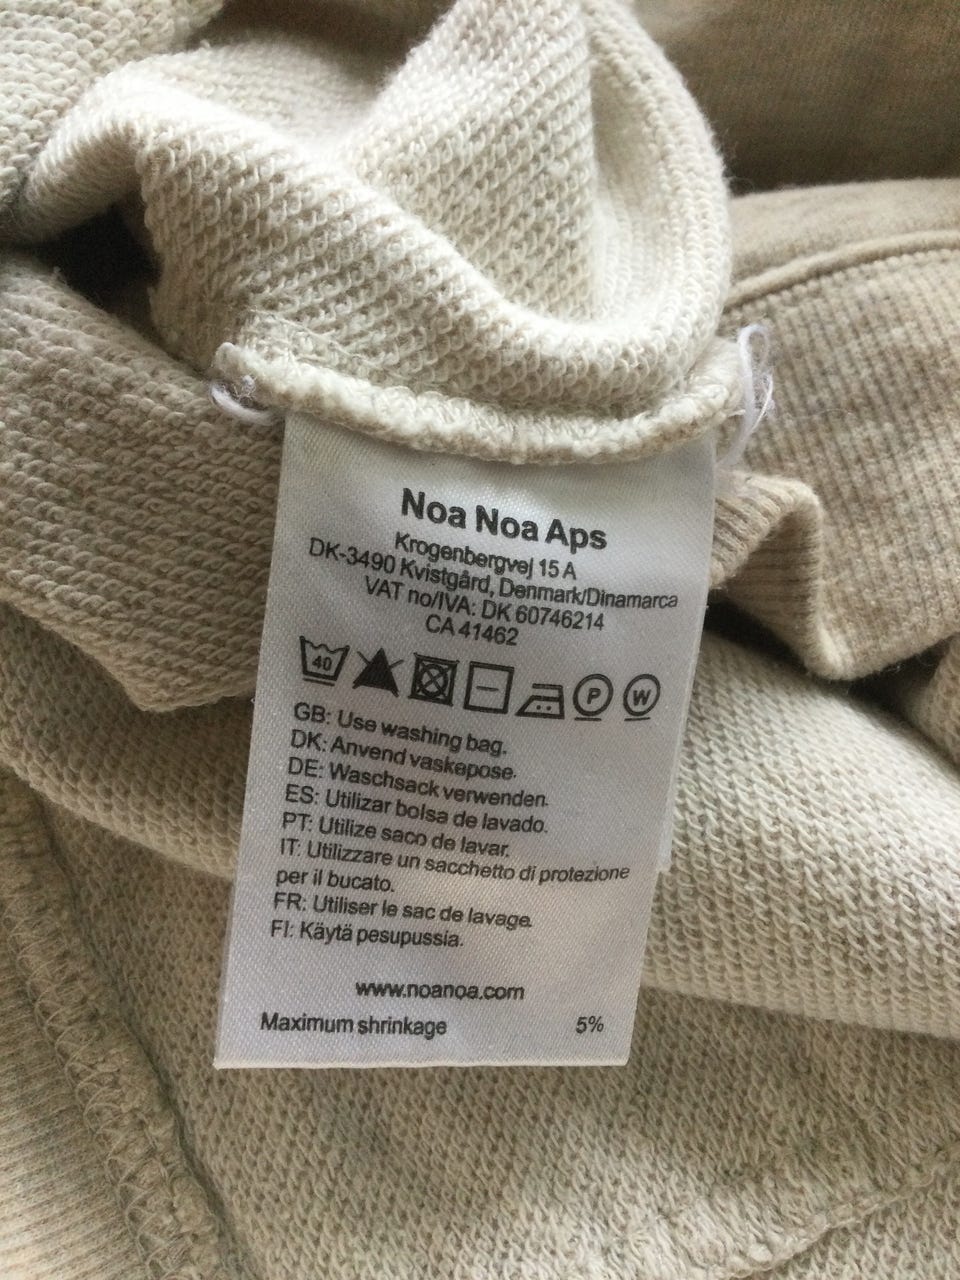 Noa Noa Aps
Krogenbergvej 15 A
DK-3490 Kvistgård, Denmark/Dinamarca
VAT no/IVA: DK 60746214
CA 41462
40 P W
GB: Use washing bag.
DK: Anvend vaskepose.
DE: Waschsack verwenden.
ES: Utilizar bolsa de lavado.
PT: Utilize saco de lavar.
IT: Utilizzare un sacchetto di protezione
per il bucato.
FR: Utiliser le sac de lavage.
FI: Käytä pesupussia.
www.noanoa.com
Maximum shrinkage 5%